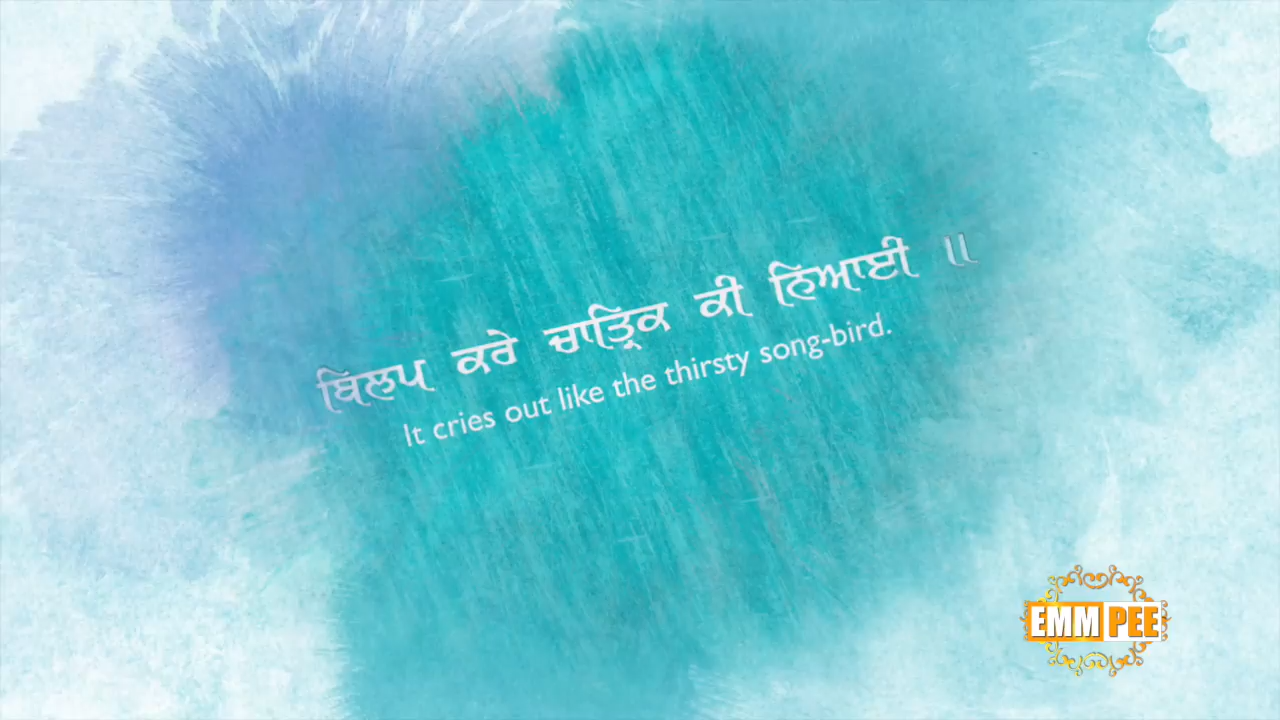 ਬਿਲਪ ਕਰੇ ਚਾਤ੍ਰਿਕ ਕੀ ਨਿਆਈ ॥
It cries out like the thirsty song-bird.
EMM PEE